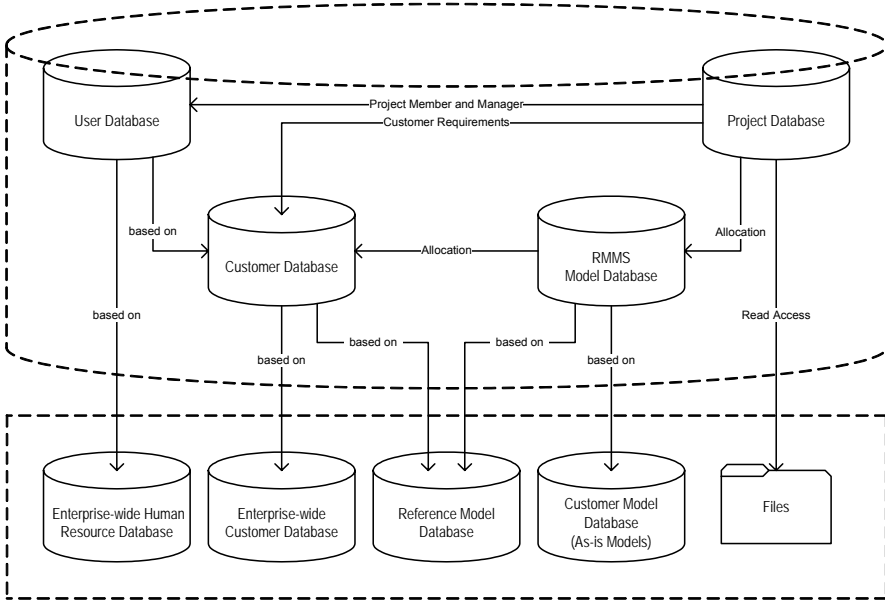 Project Member and Manager
User Database
Project Database
Customer Requirements
based on
Allocation
Allocation
Customer Database
RMMS
Model Database
based on
Read Access
based on
based on
based on
based on
Enterprise-wide Human
Resource Database
Enterprise-wide
Customer Database
Reference Model
Database
Customer Model
Database
(As-is Models)
Files